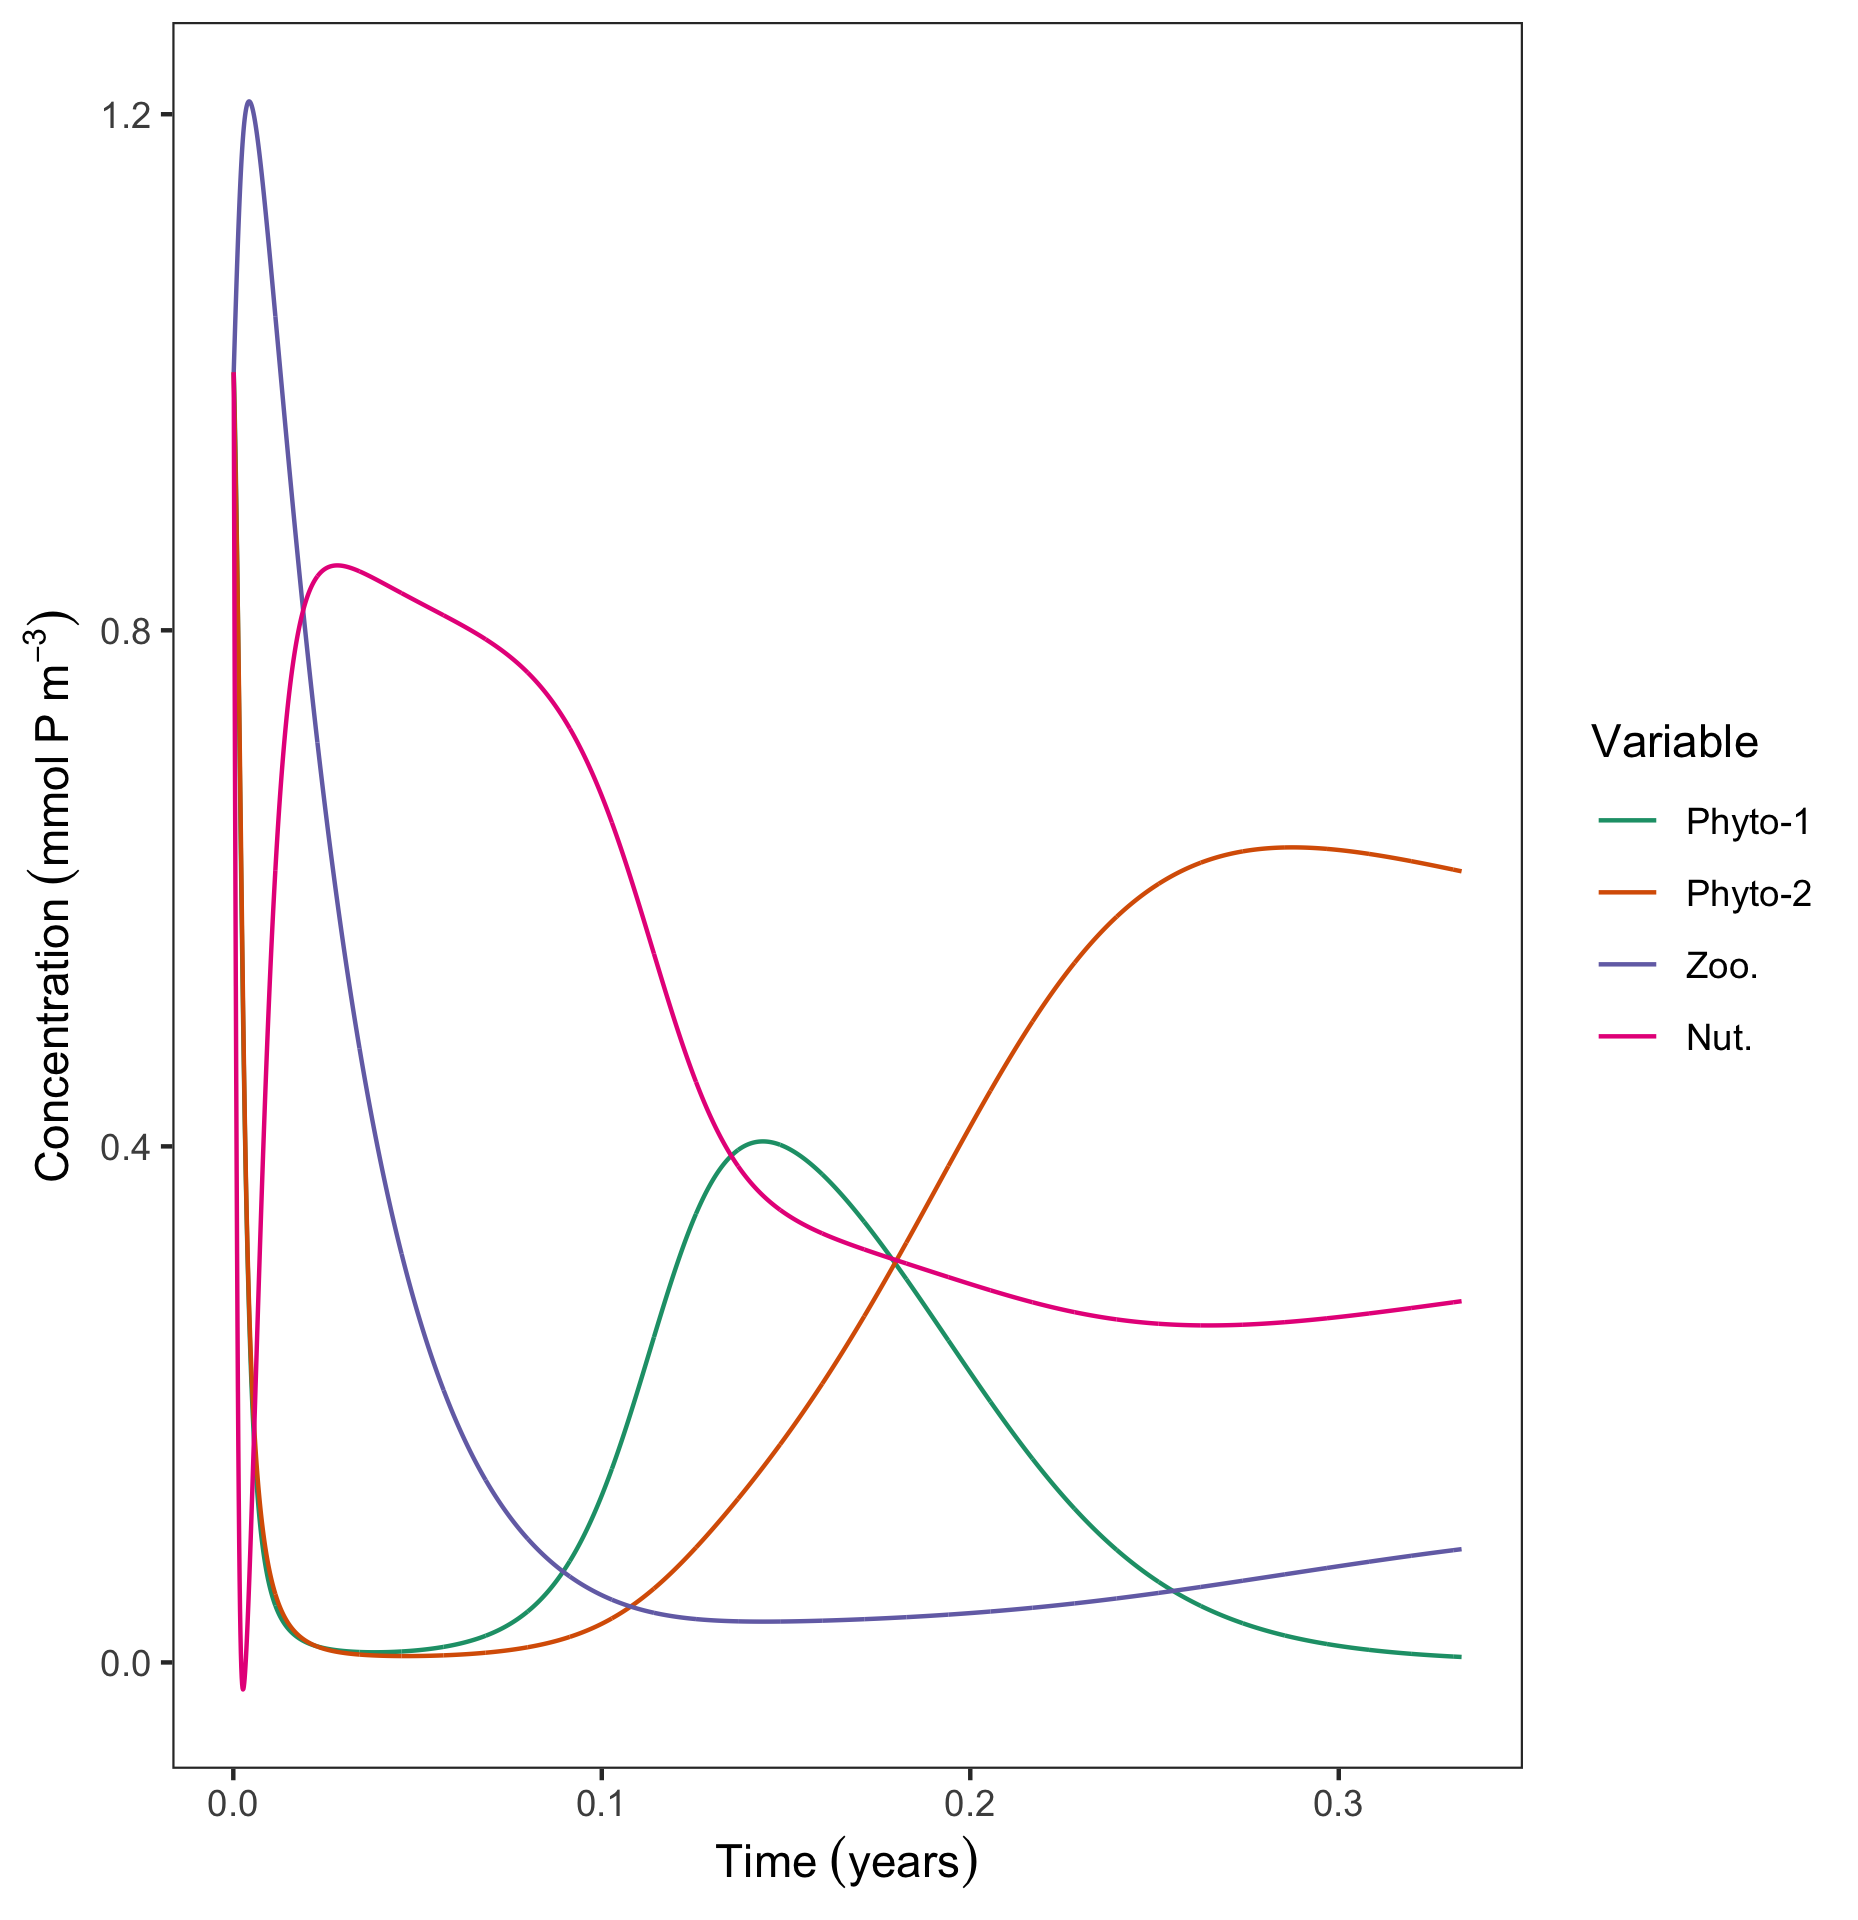 Concentration (mmol P m⁻³)
1.2
0.8
0.4
0.0
0.0 0.1 0.2 0.3
Time (years)
Variable
Phyto-1
Phyto-2
Zoo.
Nut.